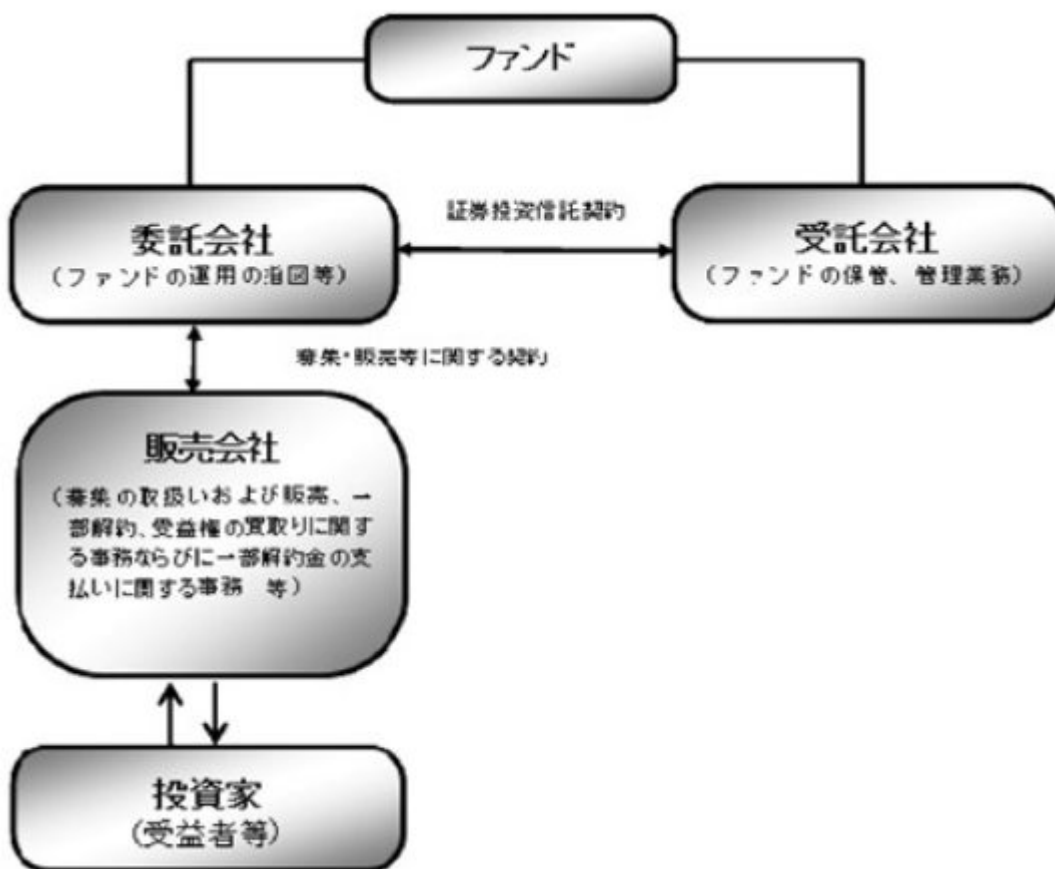 ファンド
委託会社
（ファンドの運用の指図等）
証券投資信託契約
受託会社
（ファンドの保管、管理業務）
募集・販売等に関する契約
販売会社
（募集の取扱いおよび販売、一
部解約、受益権の買取りに関す
る事務ならびに一部解約金の支
払いに関する事務　等）
投資家
（受益者等）